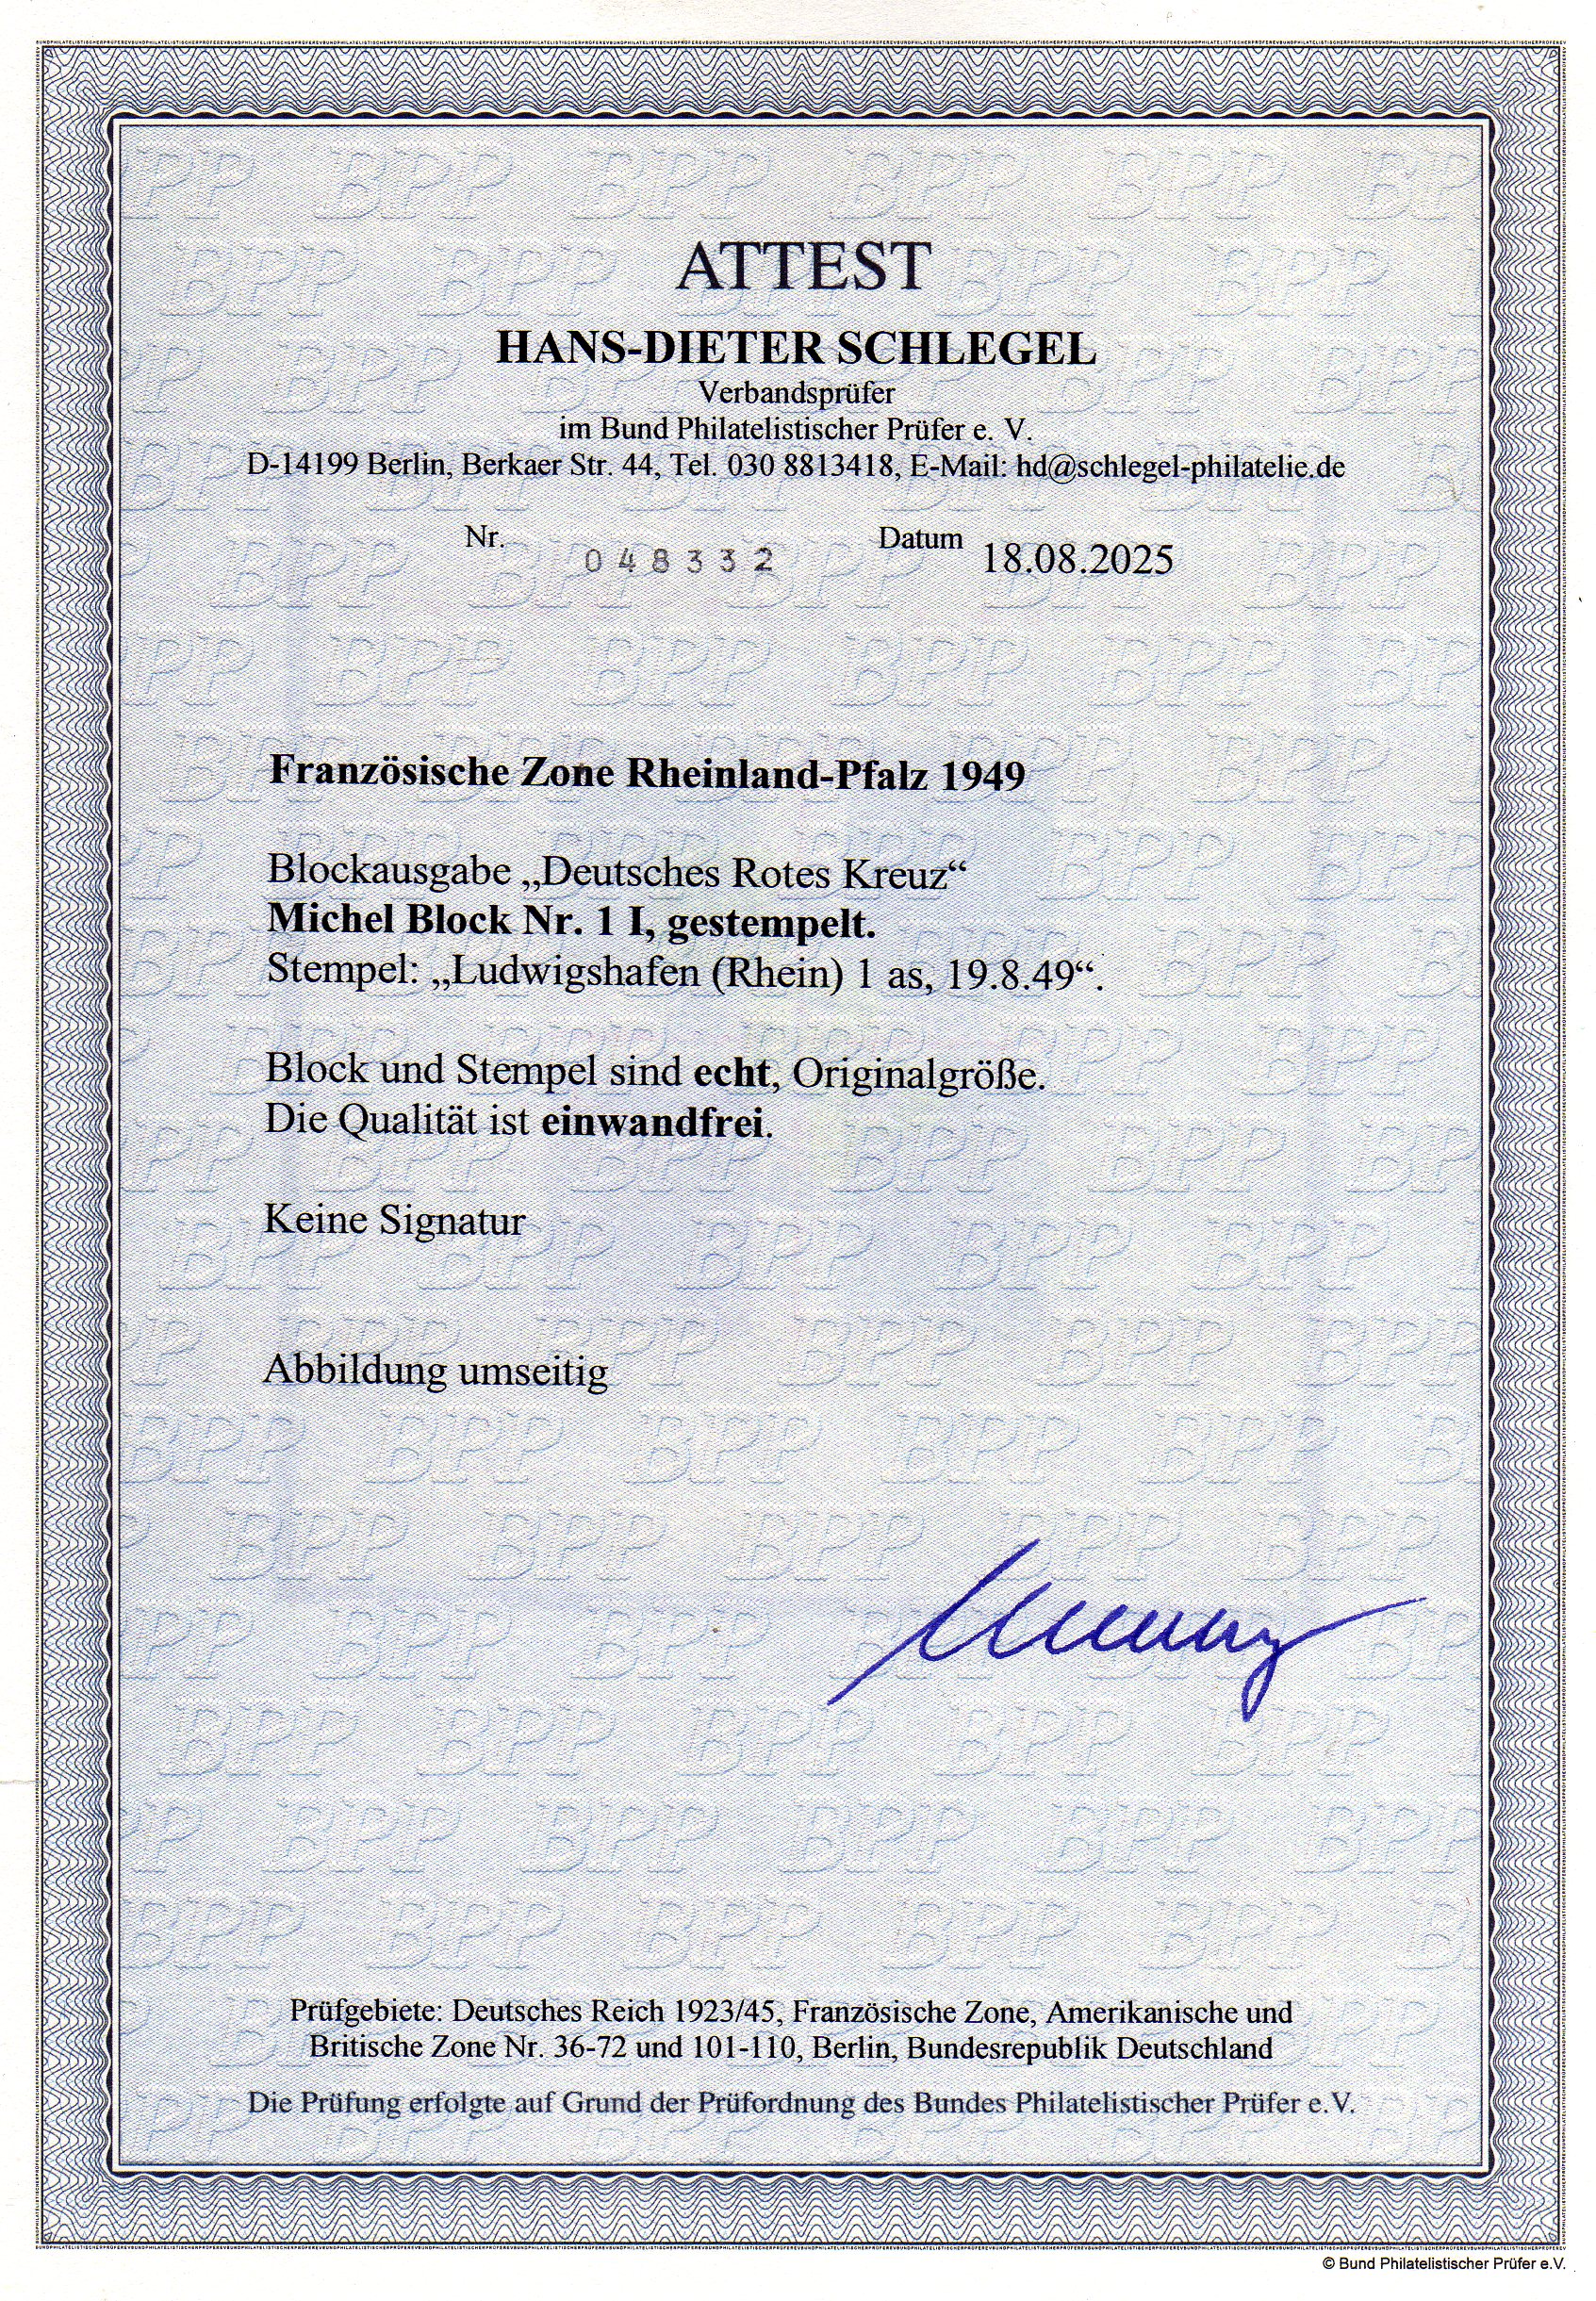 ATTEST
HANS-DIETER SCHLEGEL
Verbandsprüfer
im Bund Philatelistischer Prüfer e. V.
D-14199 Berlin, Berkaer Str. 44, Tel. 030 8813418, E-Mail: hd@schlegel-philatelie.de
Nr. 048332 Datum 18.08.2025
Französische Zone Rheinland-Pfalz 1949
Blockausgabe „Deutsches Rotes Kreuz“
Michel Block Nr. 1 I, gestempelt.
Stempel: „Ludwigshafen (Rhein) 1 as, 19.8.49“.
Block und Stempel sind echt, Originalgröße.
Die Qualität ist einwandfrei.
Keine Signatur
Abbildung umseitig
Prüfgebiete: Deutsches Reich 1923/45, Französische Zone, Amerikanische und
Britische Zone Nr. 36-72 und 101-110, Berlin, Bundesrepublik Deutschland
Die Prüfung erfolgte auf Grund der Prüfordnung des Bundes Philatelistischer Prüfer e.V.
© Bund Philatelistischer Prüfer e.V.